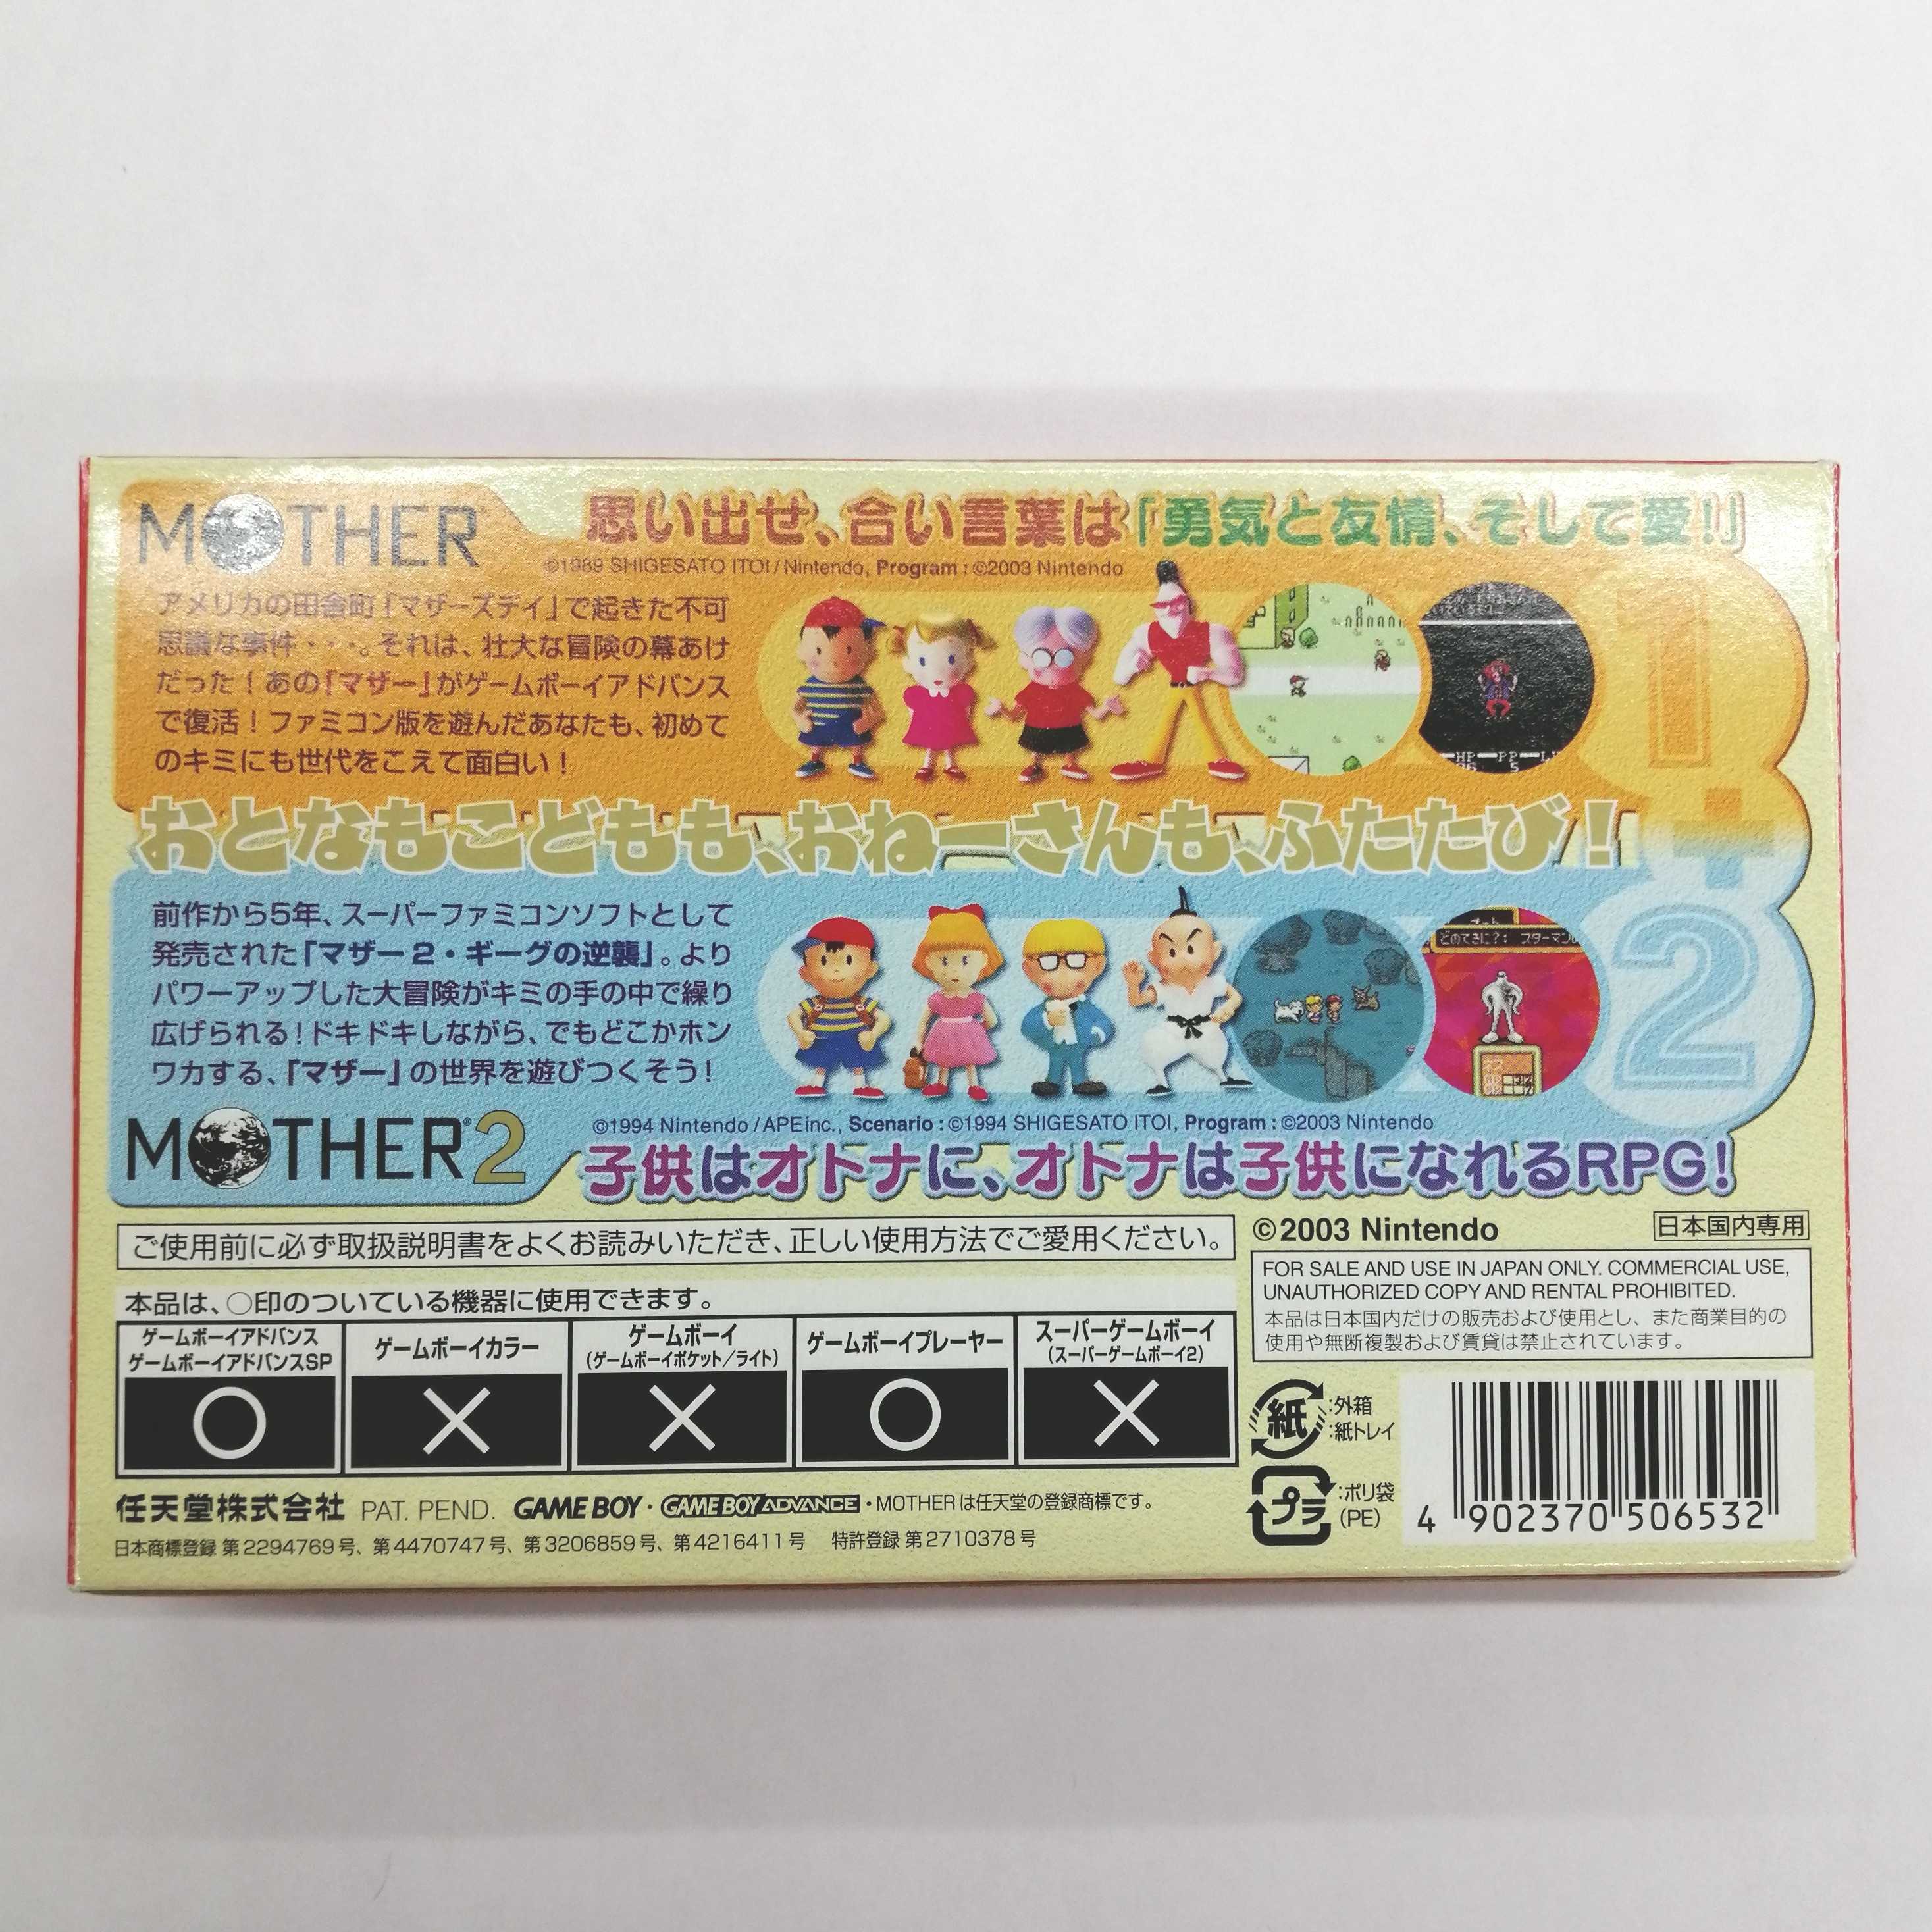 MOTHER
思い出せ、合い言葉は「勇気と友情、そして愛!」
©1989 SHIGESATO ITOI/Nintendo, Program:©2003 Nintendo
アメリカの田舎町「マザーズデイ」で起きた不可
思議な事件・・・。それは、壮大な冒険の幕あけ
だった!あの「マザー」がゲームボーイアドバンス
で復活!ファミコン版を遊んだあなたも、初めて
のキミにも世代をこえて面白い!
HP PP
1
+
おとなもこどもも、おねーさんも、ふたたび!
前作から5年、スーパーファミコンソフトとして
発売された「マザー2・ギーグの逆襲」。より
パワーアップした大冒険がキミの手の中で繰り
広げられる!ドキドキしながら、でもどこかホン
ワカする、「マザー」の世界を遊びつくそう!
どのてきに?: スターマン
2
MOTHER®2
©1994 Nintendo/APE inc., Scenario:©1994 SHIGESATO ITOI, Program:©2003 Nintendo
子供はオトナに、オトナは子供になれるRPG!
ご使用前に必ず取扱説明書をよくお読みいただき、正しい使用方法でご愛用ください。
©2003 Nintendo
日本国内専用
FOR SALE AND USE IN JAPAN ONLY. COMMERCIAL USE,
UNAUTHORIZED COPY AND RENTAL PROHIBITED.
本品は日本国内だけの販売および使用とし、また商業目的の
使用や無断複製および賃貸は禁止されています。
本品は、○印のついている機器に使用できます。
ゲームボーイアドバンス
ゲームボーイアドバンスSP
○
ゲームボーイカラー
×
ゲームボーイ
(ゲームボーイポケット/ライト)
×
ゲームボーイプレーヤー
○
スーパーゲームボーイ
(スーパーゲームボーイ2)
×
紙:外箱
:紙トレイ
プラ:ポリ袋
(PE)
4 902370 506532
任天堂株式会社 PAT. PEND. GAME BOY・GAME BOY ADVANCE・MOTHERは任天堂の登録商標です。
日本商標登録 第2294769号、第4470747号、第3206859号、第4216411号 特許登録 第2710378号